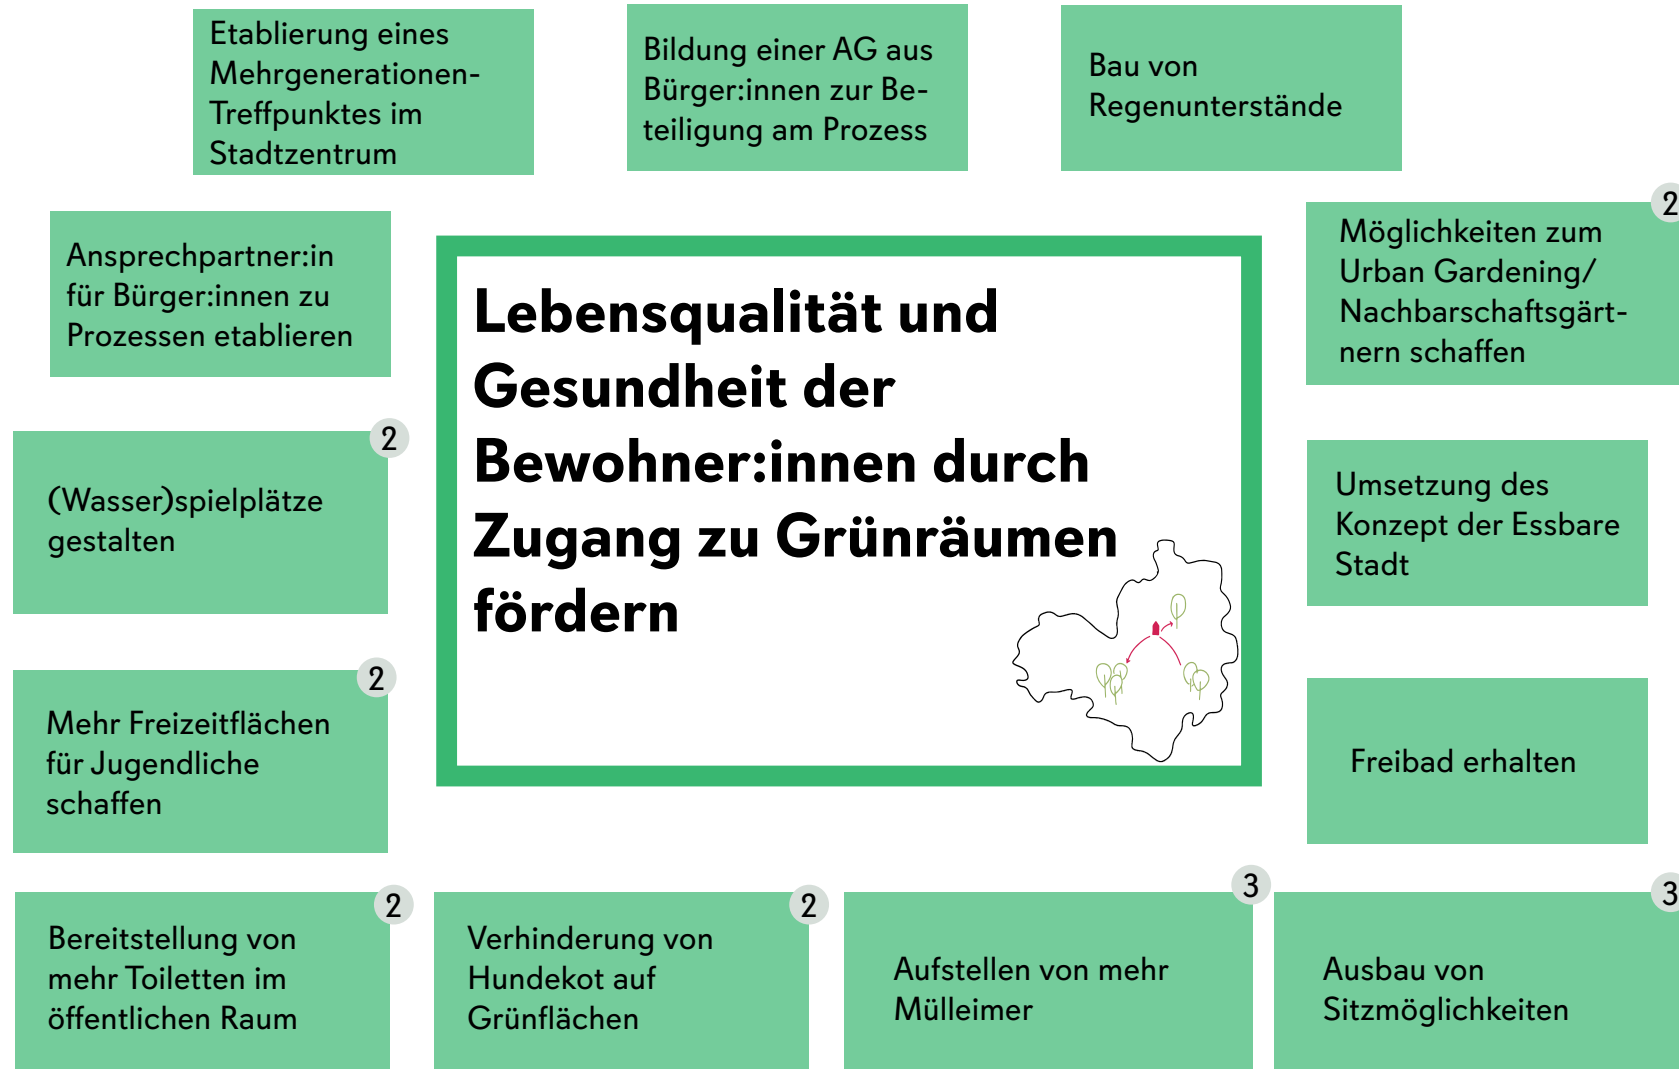 Etablierung eines
Mehrgenerationen-
Treffpunktes im
Stadtzentrum
Bildung einer AG aus
Bürger:innen zur Be-
teiligung am Prozess
Bau von
Regenunterstände
Ansprechpartner:in
für Bürger:innen zu
Prozessen etablieren
2
Möglichkeiten zum
Urban Gardening/
Nachbarschaftsgärt-
nern schaffen
Lebensqualität und
Gesundheit der
Bewohner:innen durch
Zugang zu Grünräumen
fördern
2
(Wasser)spielplätze
gestalten
Umsetzung des
Konzept der Essbare
Stadt
2
Mehr Freizeitflächen
für Jugendliche
schaffen
Freibad erhalten
2
Bereitstellung von
mehr Toiletten im
öffentlichen Raum
2
Verhinderung von
Hundekot auf
Grünflächen
3
Aufstellen von mehr
Mülleimer
3
Ausbau von
Sitzmöglichkeiten